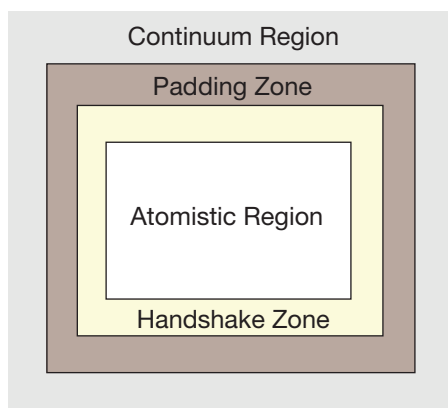 Continuum Region
Padding Zone
Atomistic Region
Handshake Zone